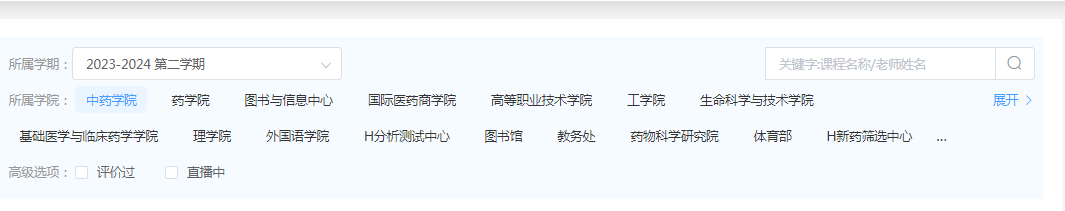 所属学期： 2023-2024 第二学期 关键字:课程名称/老师姓名
所属学院： 中药学院 药学院 图书与信息中心 国际医药商学院 高等职业技术学院 工学院 生命科学与技术学院 展开
基础医学与临床药学学院 理学院 外国语学院 H分析测试中心 图书馆 教务处 药物科学研究院 体育部 H新药筛选中心 ...
高级选项： 评价过 直播中